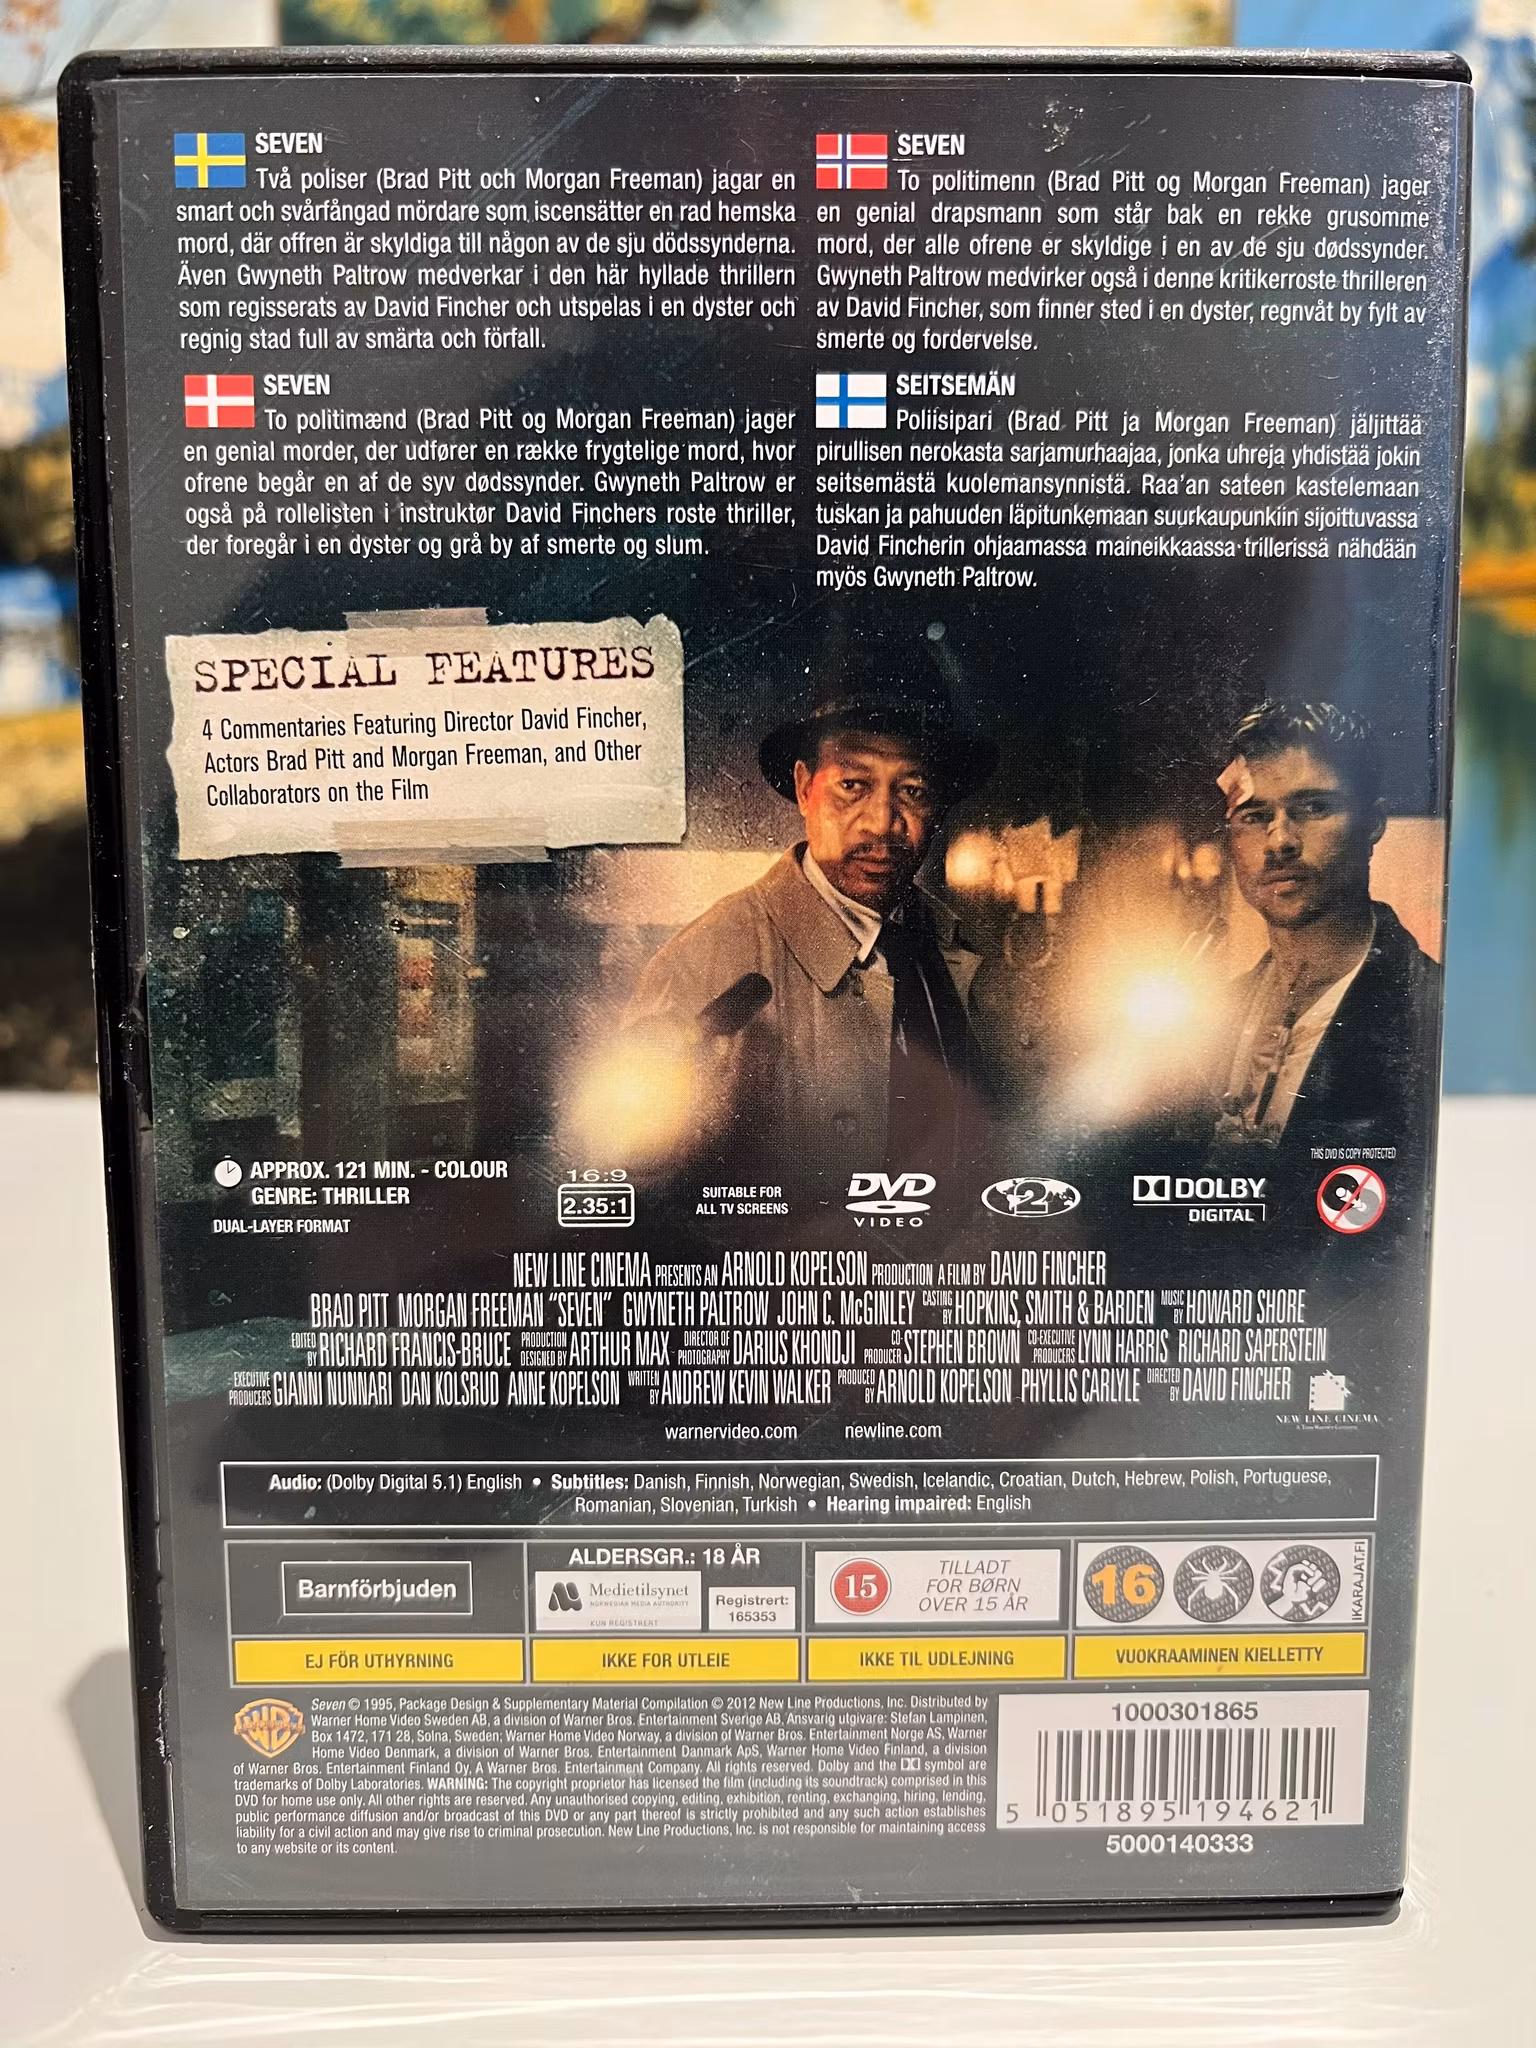 SEVEN
Två poliser (Brad Pitt och Morgan Freeman) jagar en
smart och svårfångad mördare som iscensätter en rad hemska
mord, där offren är skyldiga till någon av de sju dödssynderna.
Även Gwyneth Paltrow medverkar i den här hyllade thrillern
som regisserats av David Fincher och utspelas i en dyster och
regnig stad full av smärta och förfall.
SEVEN
To politimenn (Brad Pitt og Morgan Freeman) jager
en genial drapsmann som står bak en rekke grusomme
mord, der alle ofrene er skyldige i en av de sju dødssynder.
Gwyneth Paltrow medvirker også i denne kritikerroste thrilleren
av David Fincher, som finner sted i en dyster, regnvåt by fylt av
smerte og fordervelse.
SEVEN
To politimænd (Brad Pitt og Morgan Freeman) jager
en genial morder, der udfører en række frygtelige mord, hvor
ofrene begår en af de syv dødssynder. Gwyneth Paltrow er
også på rollelisten i instruktør David Finchers roste thriller,
der foregår i en dyster og grå by af smerte og slum.
SEITSEMÄN
Poliisipari (Brad Pitt ja Morgan Freeman) jäljittää
pirullisen nerokasta sarjamurhaajaa, jonka uhreja yhdistää jokin
seitsemästä kuolemansynnistä. Raa'an sateen kastelemaan
tuskan ja pahuuden läpitunkemaan suurkaupunkiin sijoittuvassa
David Fincherin ohjaamassa maineikkaassa trillerissä nähdään
myös Gwyneth Paltrow.
SPECIAL FEATURES
4 Commentaries Featuring Director David Fincher,
Actors Brad Pitt and Morgan Freeman, and Other
Collaborators on the Film
THIS DVD IS COPY PROTECTED
APPROX. 121 MIN. - COLOUR
GENRE: THRILLER
DUAL-LAYER FORMAT
16:9
2.35:1
SUITABLE FOR
ALL TV SCREENS
DVD
VIDEO
2
DOLBY
DIGITAL
NEW LINE CINEMA PRESENTS AN ARNOLD KOPELSON PRODUCTION A FILM BY DAVID FINCHER
BRAD PITT MORGAN FREEMAN "SEVEN" GWYNETH PALTROW JOHN C. McGINLEY CASTING BY HOPKINS, SMITH & BARDEN MUSIC BY HOWARD SHORE
EDITED BY RICHARD FRANCIS-BRUCE PRODUCTION DESIGNED BY ARTHUR MAX DIRECTOR OF PHOTOGRAPHY DARIUS KHONDJI CO-PRODUCER STEPHEN BROWN CO-EXECUTIVE PRODUCERS LYNN HARRIS RICHARD SAPERSTEIN
EXECUTIVE PRODUCERS GIANNI NUNNARI DAN KOLSRUD ANNE KOPELSON WRITTEN BY ANDREW KEVIN WALKER PRODUCED BY ARNOLD KOPELSON PHYLLIS CARLYLE DIRECTED BY DAVID FINCHER
NEW LINE CINEMA
warnervideo.com newline.com
Audio: (Dolby Digital 5.1) English • Subtitles: Danish, Finnish, Norwegian, Swedish, Icelandic, Croatian, Dutch, Hebrew, Polish, Portuguese,
Romanian, Slovenian, Turkish • Hearing impaired: English
Barnförbjuden
ALDERSGR.: 18 ÅR
Medietilsynet
NORWEGIAN MEDIA AUTHORITY
KUN REGISTRERT
Registrert:
165353
15
TILLADT
FOR BØRN
OVER 15 ÅR
16
IKARAJAT.FI
EJ FÖR UTHYRNING
IKKE FOR UTLEIE
IKKE TIL UDLEJNING
VUOKRAAMINEN KIELLETTY
Seven © 1995, Package Design & Supplementary Material Compilation © 2012 New Line Productions, Inc. Distributed by
Warner Home Video Sweden AB, a division of Warner Bros. Entertainment Sverige AB, Ansvarig utgivare: Stefan Lampinen,
Box 1472, 171 28, Solna, Sweden; Warner Home Video Norway, a division of Warner Bros. Entertainment Norge AS, Warner
Home Video Denmark, a division of Warner Bros. Entertainment Danmark ApS, Warner Home Video Finland, a division
of Warner Bros. Entertainment Finland Oy, A Warner Bros. Entertainment Company. All rights reserved. Dolby and the symbol are
trademarks of Dolby Laboratories. WARNING: The copyright proprietor has licensed the film (including its soundtrack) comprised in this
DVD for home use only. All other rights are reserved. Any unauthorised copying, editing, exhibition, renting, exchanging, hiring, lending,
public performance diffusion and/or broadcast of this DVD or any part thereof is strictly prohibited and any such action establishes
liability for a civil action and may give rise to criminal prosecution. New Line Productions, Inc. is not responsible for maintaining access
to any website or its content.
1000301865
5 051895 194621
5000140333